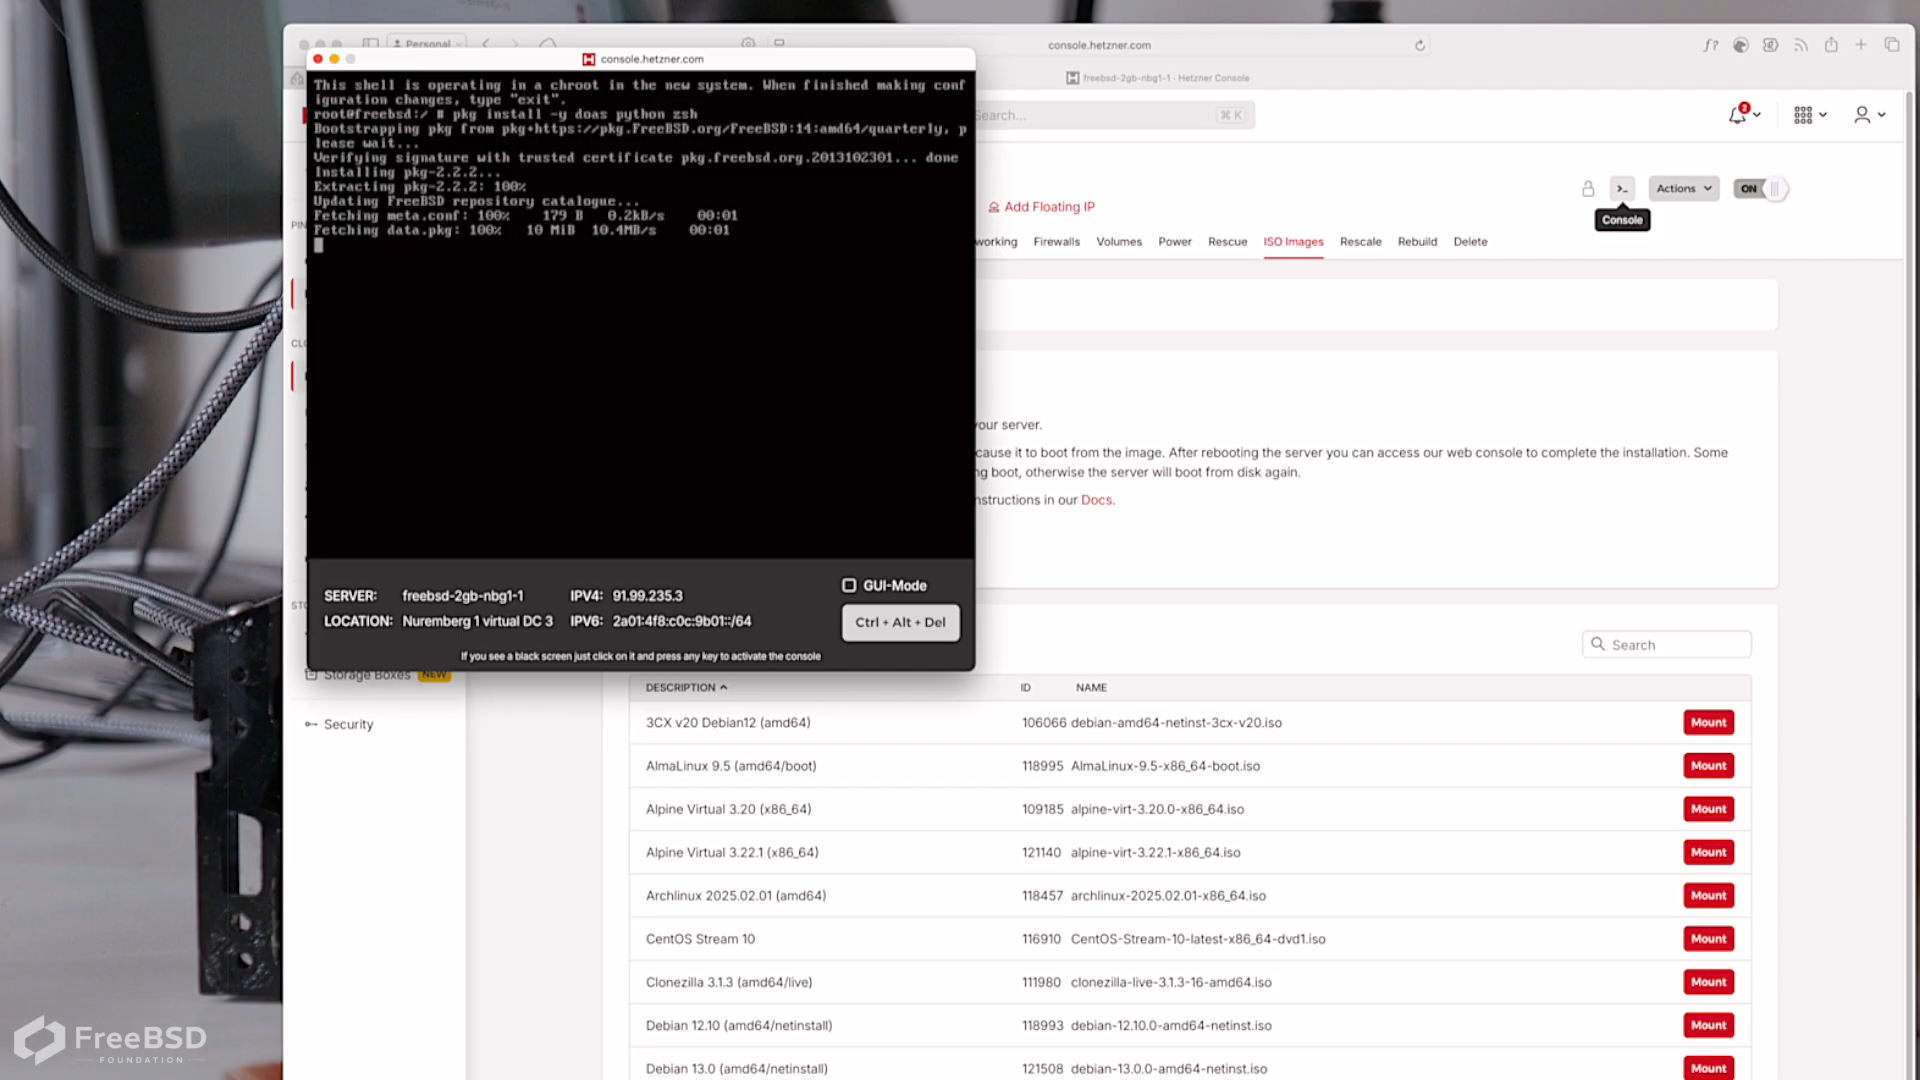 Personal
console.hetzner.com
freebsd-2gb-nbg1-1 · Hetzner Console
console.hetzner.com
This shell is operating in a chroot in the new system. When finished making conf
iguration changes, type "exit".
root@freebsd:/ # pkg install -y doas python zsh
Bootstrapping pkg from pkg+https://pkg.FreeBSD.org/FreeBSD:14:amd64/quarterly, p
lease wait...
Verifying signature with trusted certificate pkg.freebsd.org.2013102301... done
Installing pkg-2.2.2...
Extracting pkg-2.2.2: 100%
Updating FreeBSD repository catalogue...
Fetching meta.conf: 100% 179 B 0.2kB/s 00:01
Fetching data.pkg: 100% 10 MiB 10.4MB/s 00:01
SERVER: freebsd-2gb-nbg1-1 IPV4: 91.99.235.3
LOCATION: Nuremberg 1 virtual DC 3 IPV6: 2a01:4f8:c0c:9b01::/64
GUI-Mode
Ctrl + Alt + Del
If you see a black screen just click on it and press any key to activate the console
Search...
⌘ K
2
Actions
ON
Console
Add Floating IP
working Firewalls Volumes Power Rescue ISO Images Rescale Rebuild Delete
your server.
cause it to boot from the image. After rebooting the server you can access our web console to complete the installation. Some
ng boot, otherwise the server will boot from disk again.
nstructions in our Docs.
PIN
CLO
STO
Storage Boxes NEW
Security
Search
DESCRIPTION ID NAME
3CX v20 Debian12 (amd64) 106066 debian-amd64-netinst-3cx-v20.iso Mount
AlmaLinux 9.5 (amd64/boot) 118995 AlmaLinux-9.5-x86_64-boot.iso Mount
Alpine Virtual 3.20 (x86_64) 109185 alpine-virt-3.20.0-x86_64.iso Mount
Alpine Virtual 3.22.1 (x86_64) 121140 alpine-virt-3.22.1-x86_64.iso Mount
Archlinux 2025.02.01 (amd64) 118457 archlinux-2025.02.01-x86_64.iso Mount
CentOS Stream 10 116910 CentOS-Stream-10-latest-x86_64-dvd1.iso Mount
Clonezilla 3.1.3 (amd64/live) 111980 clonezilla-live-3.1.3-16-amd64.iso Mount
Debian 12.10 (amd64/netinstall) 118993 debian-12.10.0-amd64-netinst.iso Mount
Debian 13.0 (amd64/netinstall) 121508 debian-13.0.0-amd64-netinst.iso Mount
FreeBSD
FOUNDATION